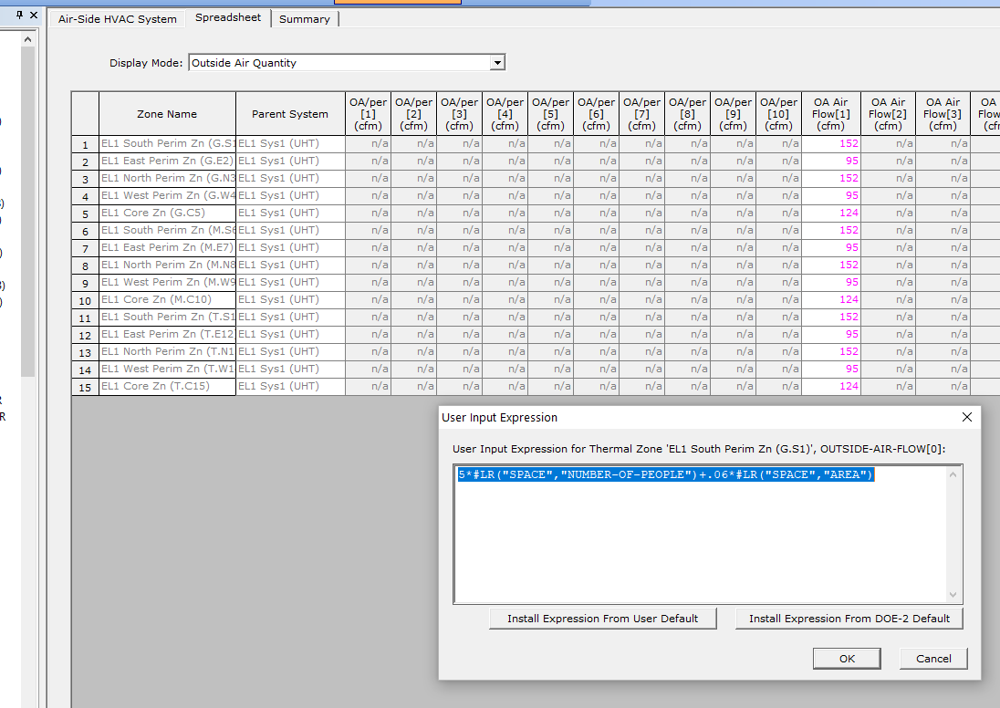 Air-Side HVAC System Spreadsheet Summary
Display Mode: Outside Air Quantity
Zone Name Parent System OA/per [1] (cfm) OA/per [2] (cfm) OA/per [3] (cfm) OA/per [4] (cfm) OA/per [5] (cfm) OA/per [6] (cfm) OA/per [7] (cfm) OA/per [8] (cfm) OA/per [9] (cfm) OA/per [10] (cfm) OA Air Flow[1] (cfm) OA Air Flow[2] (cfm) OA Air Flow[3] (cfm) OA
1 EL1 South Perim Zn (G.S1 EL1 Sys1 (UHT) n/a n/a n/a n/a n/a n/a n/a n/a n/a n/a 152 n/a n/a
2 EL1 East Perim Zn (G.E2) EL1 Sys1 (UHT) n/a n/a n/a n/a n/a n/a n/a n/a n/a n/a 95 n/a n/a
3 EL1 North Perim Zn (G.N3 EL1 Sys1 (UHT) n/a n/a n/a n/a n/a n/a n/a n/a n/a n/a 152 n/a n/a
4 EL1 West Perim Zn (G.W4 EL1 Sys1 (UHT) n/a n/a n/a n/a n/a n/a n/a n/a n/a n/a 95 n/a n/a
5 EL1 Core Zn (G.C5) EL1 Sys1 (UHT) n/a n/a n/a n/a n/a n/a n/a n/a n/a n/a 124 n/a n/a
6 EL1 South Perim Zn (M.S6 EL1 Sys1 (UHT) n/a n/a n/a n/a n/a n/a n/a n/a n/a n/a 152 n/a n/a
7 EL1 East Perim Zn (M.E7) EL1 Sys1 (UHT) n/a n/a n/a n/a n/a n/a n/a n/a n/a n/a 95 n/a n/a
8 EL1 North Perim Zn (M.N8 EL1 Sys1 (UHT) n/a n/a n/a n/a n/a n/a n/a n/a n/a n/a 152 n/a n/a
9 EL1 West Perim Zn (M.W9 EL1 Sys1 (UHT) n/a n/a n/a n/a n/a n/a n/a n/a n/a n/a 95 n/a n/a
10 EL1 Core Zn (M.C10) EL1 Sys1 (UHT) n/a n/a n/a n/a n/a n/a n/a n/a n/a n/a 124 n/a n/a
11 EL1 South Perim Zn (T.S1 EL1 Sys1 (UHT) n/a n/a n/a n/a n/a n/a n/a n/a n/a n/a 152 n/a n/a
12 EL1 East Perim Zn (T.E12 EL1 Sys1 (UHT) n/a n/a n/a n/a n/a n/a n/a n/a n/a n/a 95 n/a n/a
13 EL1 North Perim Zn (T.N1 EL1 Sys1 (UHT) n/a n/a n/a n/a n/a n/a n/a n/a n/a n/a 152 n/a n/a
14 EL1 West Perim Zn (T.W1 EL1 Sys1 (UHT) n/a n/a n/a n/a n/a n/a n/a n/a n/a n/a 95 n/a n/a
15 EL1 Core Zn (T.C15) EL1 Sys1 (UHT) n/a n/a n/a n/a n/a n/a n/a n/a n/a n/a 124 n/a n/a
User Input Expression
User Input Expression for Thermal Zone 'EL1 South Perim Zn (G.S1)', OUTSIDE-AIR-FLOW[0]:
5*#LR("SPACE","NUMBER-OF-PEOPLE")+.06*#LR("SPACE","AREA")
Install Expression From User Default Install Expression From DOE-2 Default
OK Cancel